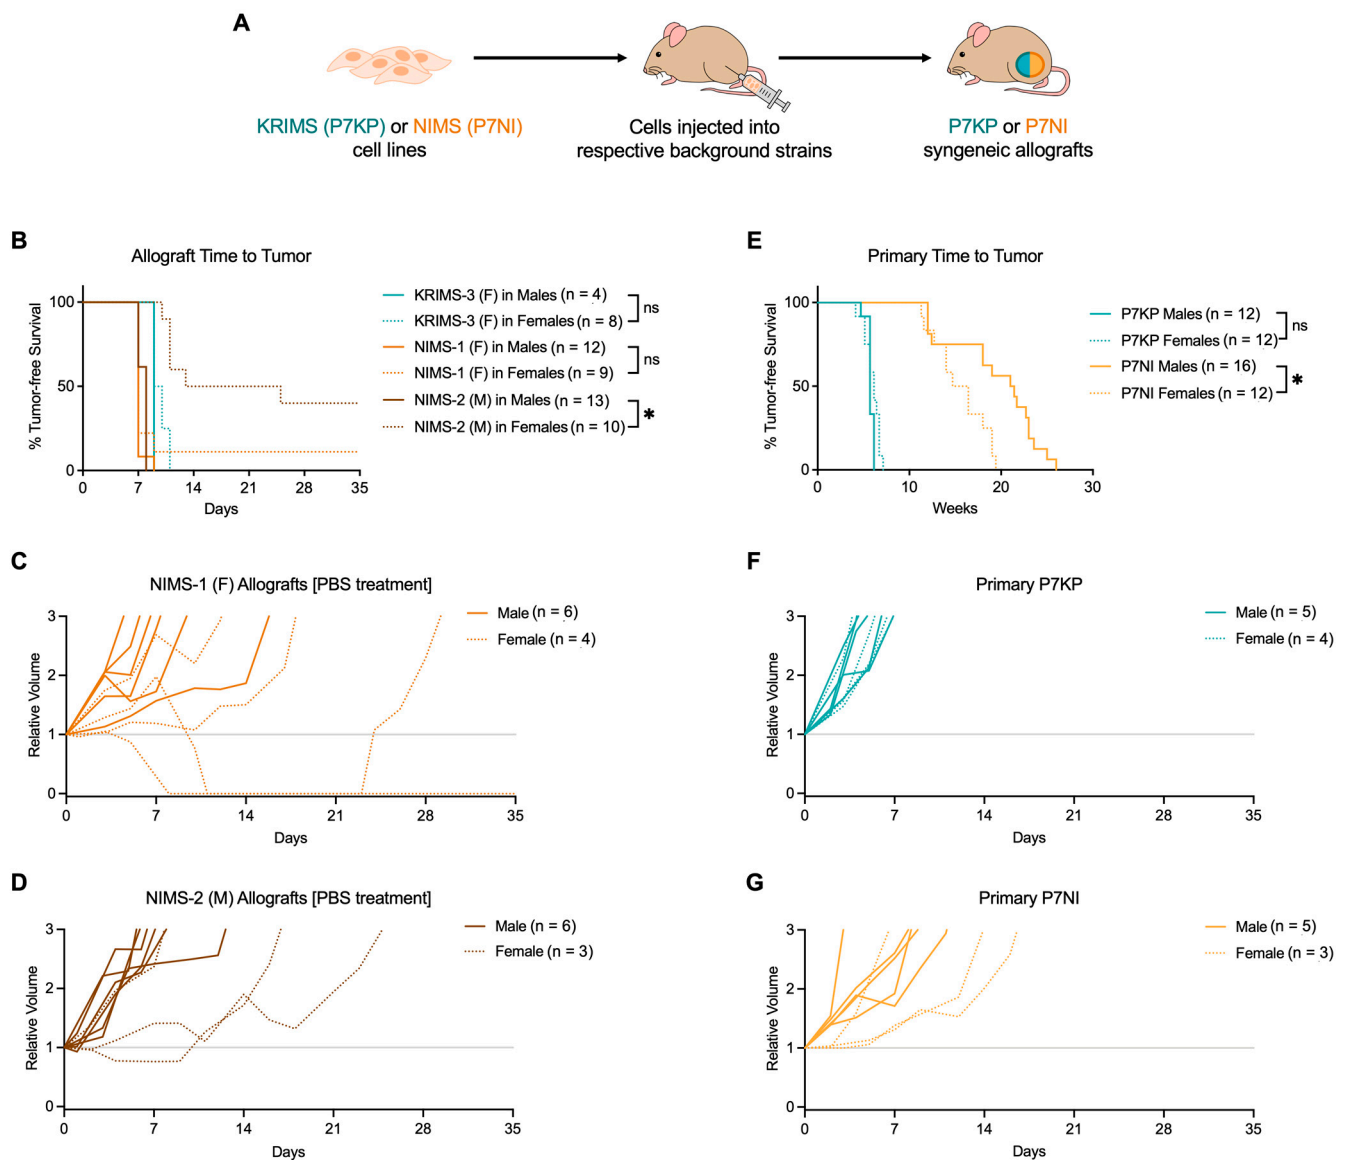 A
KRIMS (P7KP) or NIMS (P7NI)
cell lines
Cells injected into
respective background strains
P7KP or P7NI
syngeneic allografts
B
Allograft Time to Tumor
% Tumor-free Survival
100
50
0
0 7 14 21 28 35
Days
KRIMS-3 (F) in Males (n = 4)
KRIMS-3 (F) in Females (n = 8)
ns
NIMS-1 (F) in Males (n = 12)
NIMS-1 (F) in Females (n = 9)
ns
NIMS-2 (M) in Males (n = 13)
NIMS-2 (M) in Females (n = 10)
*
E
Primary Time to Tumor
% Tumor-free Survival
100
50
0
0 10 20 30
Weeks
P7KP Males (n = 12)
P7KP Females (n = 12)
ns
P7NI Males (n = 16)
P7NI Females (n = 12)
*
C
NIMS-1 (F) Allografts [PBS treatment]
Relative Volume
3
2
1
0
0 7 14 21 28 35
Days
Male (n = 6)
Female (n = 4)
F
Primary P7KP
Relative Volume
3
2
1
0
0 7 14 21 28 35
Days
Male (n = 5)
Female (n = 4)
D
NIMS-2 (M) Allografts [PBS treatment]
Relative Volume
3
2
1
0
0 7 14 21 28 35
Days
Male (n = 6)
Female (n = 3)
G
Primary P7NI
Relative Volume
3
2
1
0
0 7 14 21 28 35
Days
Male (n = 5)
Female (n = 3)